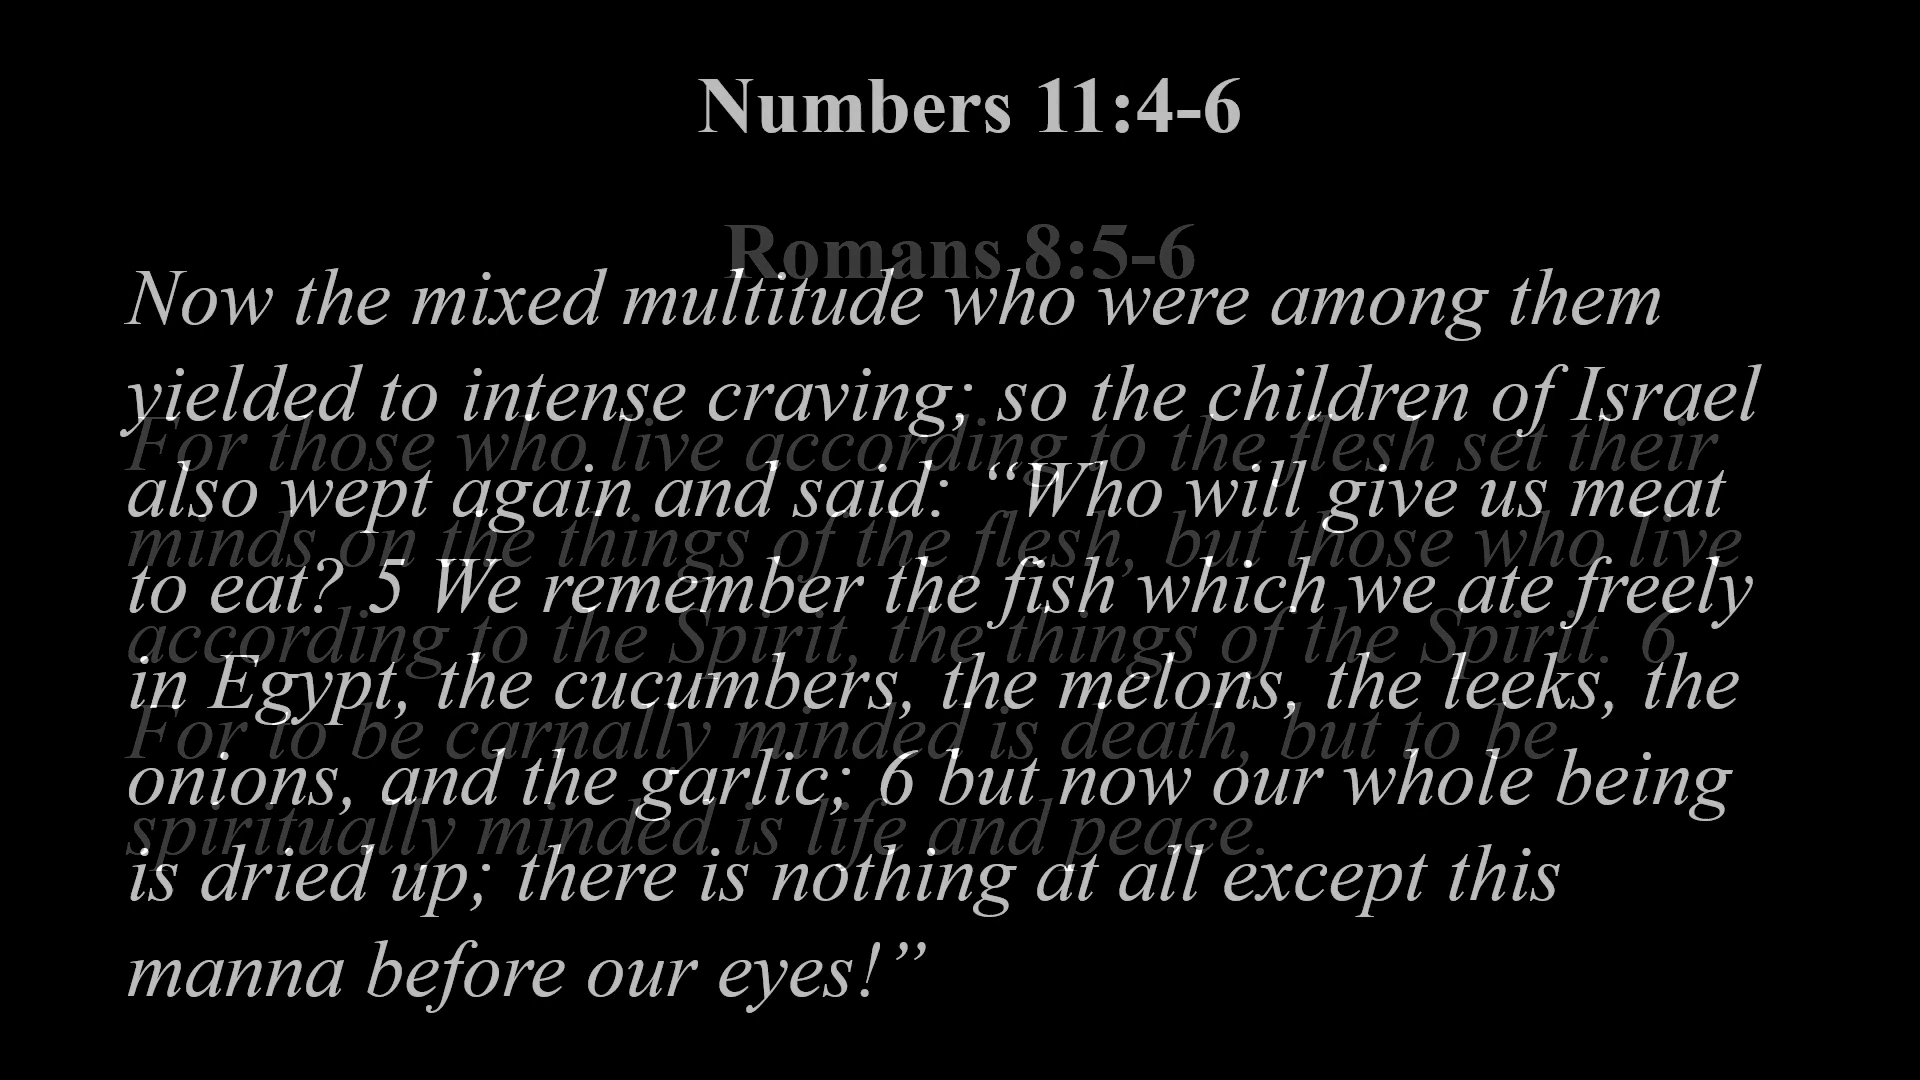 Numbers 11:4-6
Romans 8:5-6
Now the mixed multitude who were among them
yielded to intense craving; so the children of Israel
For those who live according to the flesh set their
also wept again and said: “Who will give us meat
minds on the things of the flesh, but those who live
to eat? 5 We remember the fish which we ate freely
according to the Spirit, the things of the Spirit. 6
in Egypt, the cucumbers, the melons, the leeks, the
For to be carnally minded is death, but to be
onions, and the garlic; 6 but now our whole being
spiritually minded is life and peace.
is dried up; there is nothing at all except this
manna before our eyes!”